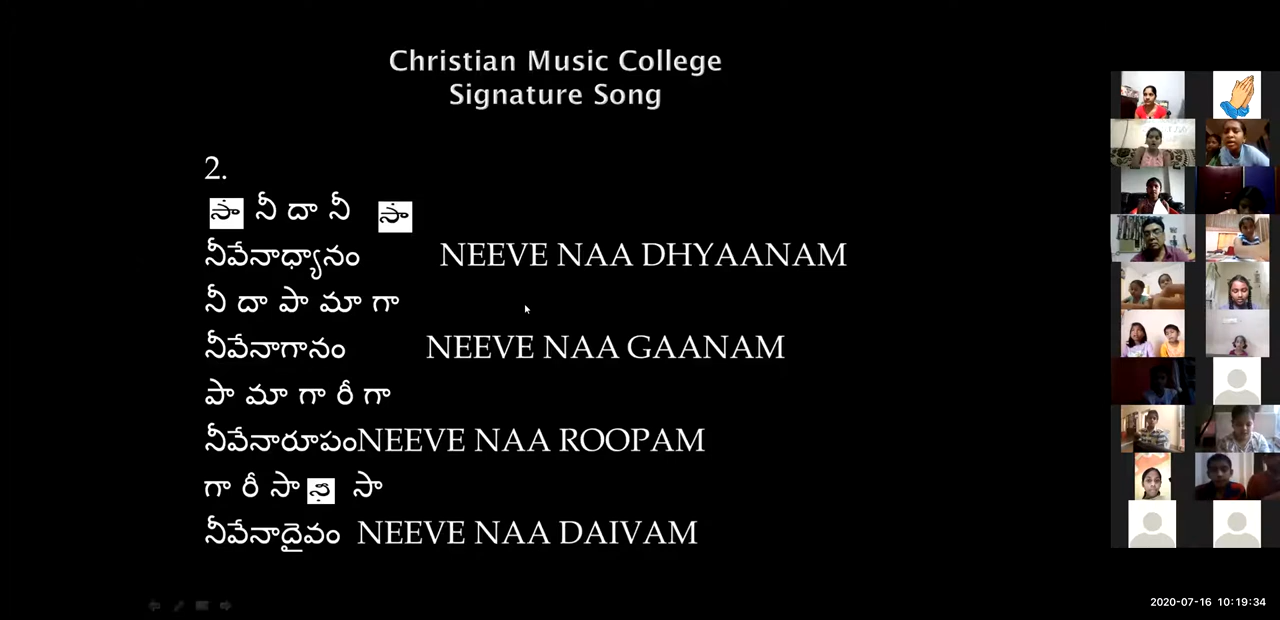 Christian Music College
Signature Song
2.
సా̇ నీ దా నీ సా̇
నీవేనాధ్యానం NEEVE NAA DHYAANAM
నీ దా పా మా గా
నీవేనాగానం NEEVE NAA GAANAM
పా మా గా రీ గా
నీవేనారూపంNEEVE NAA ROOPAM
గా రీ సా నీ̣ సా
నీవేనాదైవం NEEVE NAA DAIVAM
2020-07-16 10:19:34